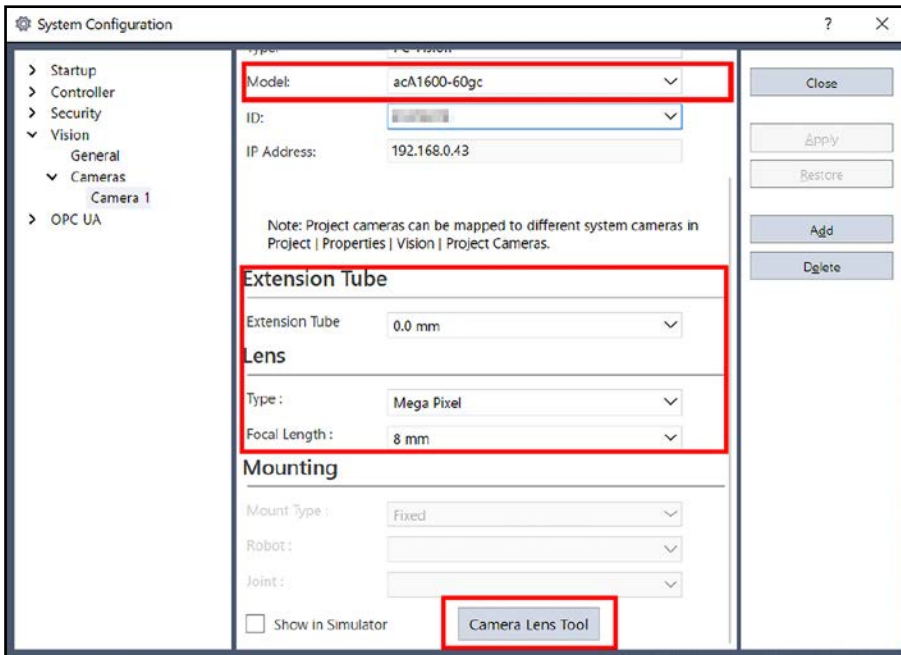 System Configuration
?
Startup
Controller
Security
Vision
General
Cameras
Camera 1
OPC UA
Model: acA1600-60gc
ID:
IP Address: 192.168.0.43
Note: Project cameras can be mapped to different system cameras in
Project | Properties | Vision | Project Cameras.
Extension Tube
Extension Tube 0.0 mm
Lens
Type : Mega Pixel
Focal Length : 8 mm
Mounting
Mount Type : Fixed
Robot :
Joint :
Show in Simulator
Camera Lens Tool
Close
Apply
Restore
Add
Delete